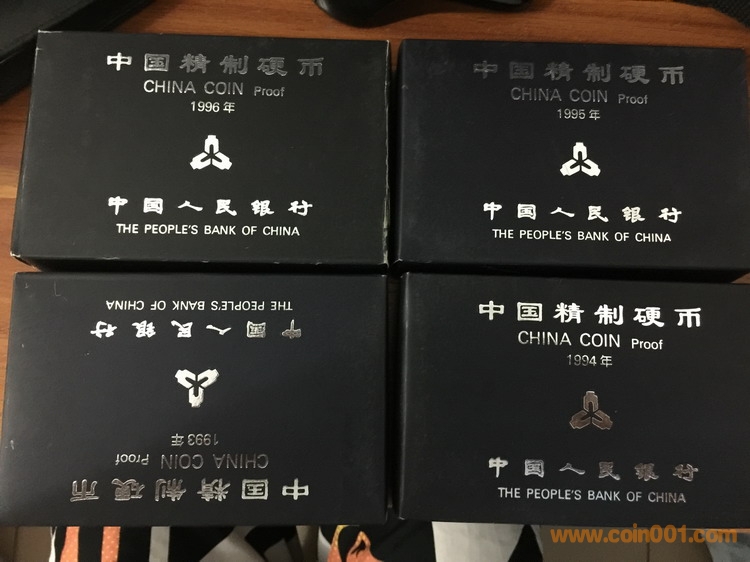 中国精制硬币
CHINA COIN Proof
1996年
中國人民银行
THE PEOPLE'S BANK OF CHINA
中国精制硬币
CHINA COIN Proof
1995年
中國人民银行
THE PEOPLE'S BANK OF CHINA
中国精制硬币
CHINA COIN Proof
1993年
中國人民银行
THE PEOPLE'S BANK OF CHINA
中国精制硬币
CHINA COIN Proof
1994年
中國人民银行
THE PEOPLE'S BANK OF CHINA
www.coin001.com